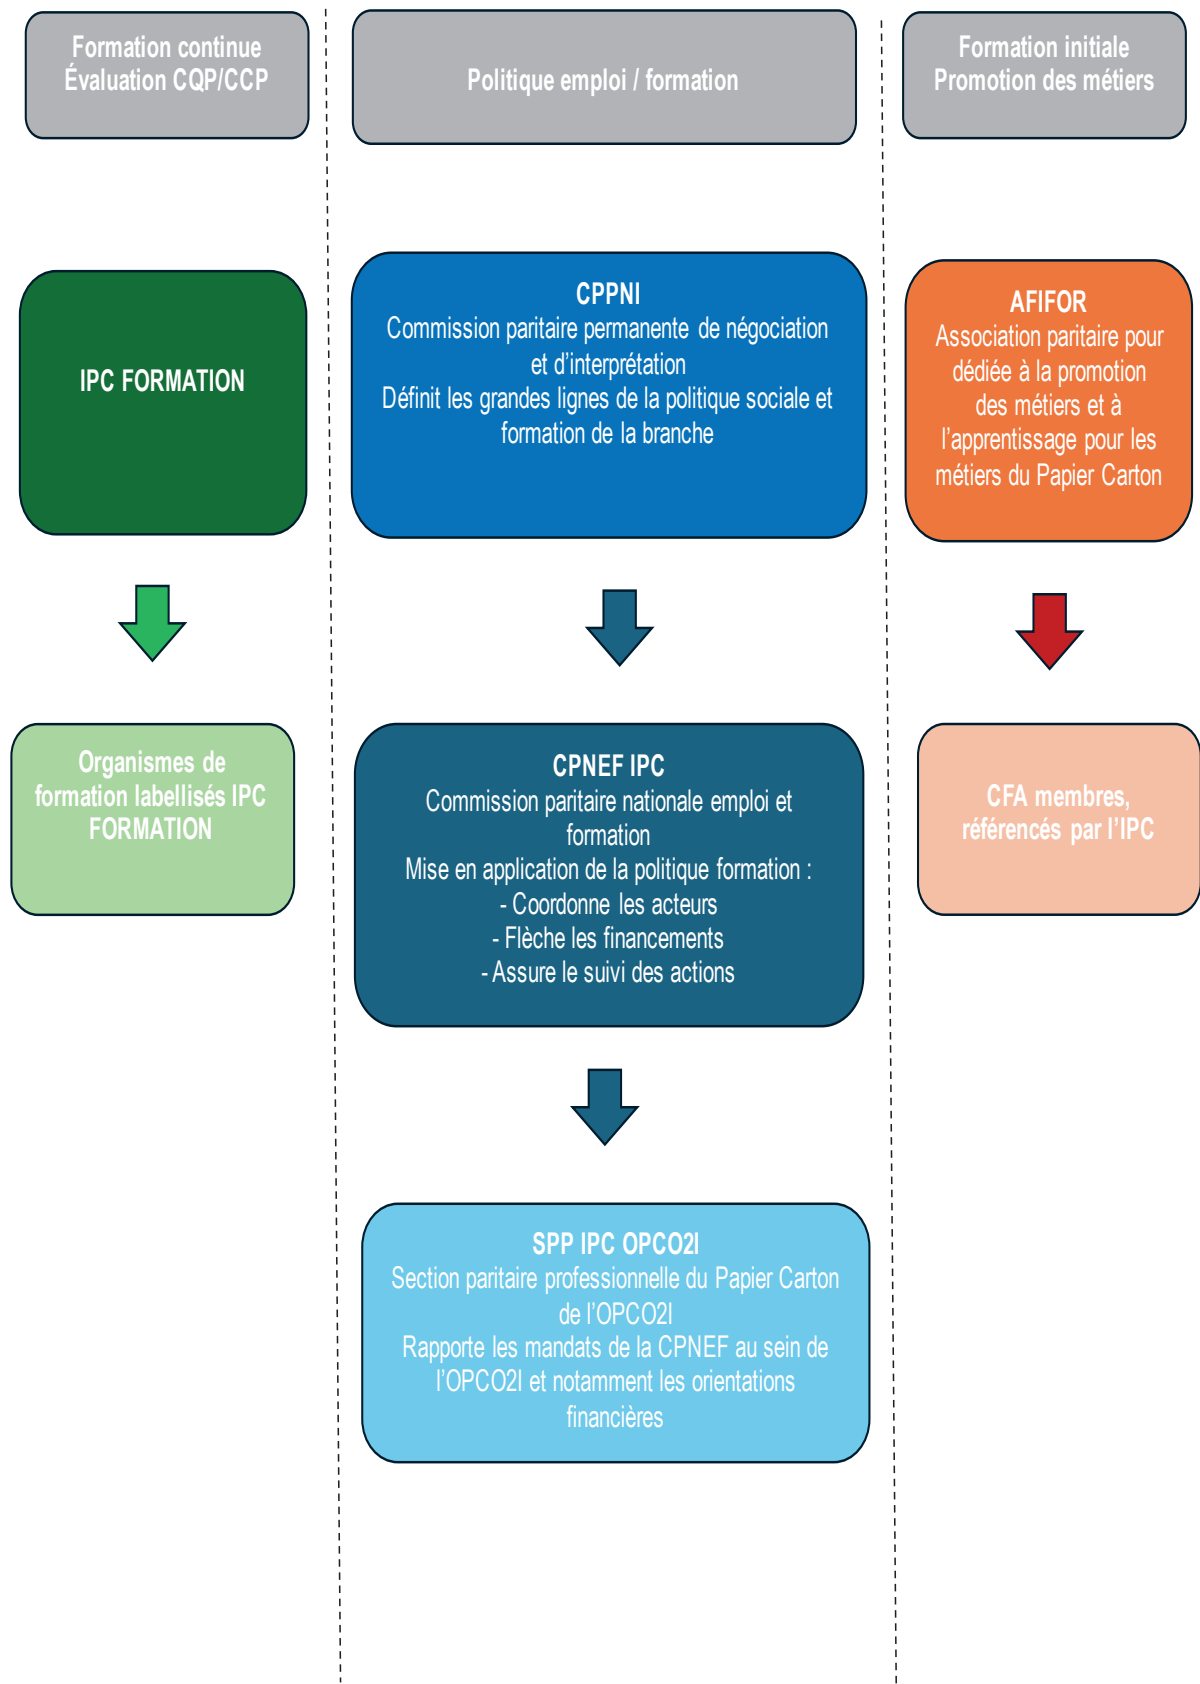 Formation continue
Évaluation CQP/CCP
Politique emploi / formation
Formation initiale
Promotion des métiers
IPC FORMATION
CPPNI
Commission paritaire permanente de négociation
et d’interprétation
Définit les grandes lignes de la politique sociale et
formation de la branche
AFIFOR
Association paritaire pour
dédiée à la promotion
des métiers et à
l’apprentissage pour les
métiers du Papier Carton
Organismes de
formation labellisés IPC
FORMATION
CPNEF IPC
Commission paritaire nationale emploi et
formation
Mise en application de la politique formation :
- Coordonne les acteurs
- Flèche les financements
- Assure le suivi des actions
CFA membres,
référencés par l’IPC
SPP IPC OPCO2I
Section paritaire professionnelle du Papier Carton
de l’OPCO2I
Rapporte les mandats de la CPNEF au sein de
l’OPCO2I et notamment les orientations
financières